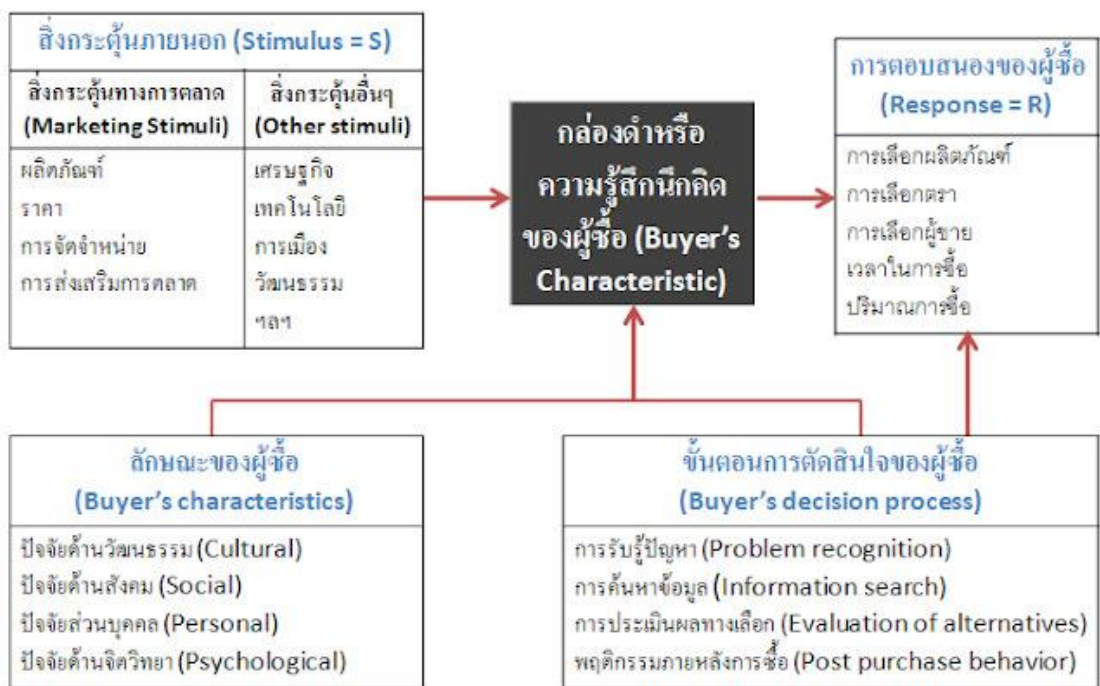 สิ่งกระตุ้นภายนอก (Stimulus = S)
สิ่งกระตุ้นทางการตลาด
(Marketing Stimuli)
ผลิตภัณฑ์
ราคา
การจัดจำหน่าย
การส่งเสริมการตลาด
สิ่งกระตุ้นอื่นๆ
(Other stimuli)
เศรษฐกิจ
เทคโนโลยี
การเมือง
วัฒนธรรม
ฯลฯ
กล่องดำหรือ
ความรู้สึกนึกคิด
ของผู้ซื้อ (Buyer's
Characteristic)
การตอบสนองของผู้ซื้อ
(Response = R)
การเลือกผลิตภัณฑ์
การเลือกตรา
การเลือกผู้ขาย
เวลาในการซื้อ
ปริมาณการซื้อ
ลักษณะของผู้ซื้อ
(Buyer's characteristics)
ปัจจัยด้านวัฒนธรรม (Cultural)
ปัจจัยด้านสังคม (Social)
ปัจจัยส่วนบุคคล (Personal)
ปัจจัยด้านจิตวิทยา (Psychological)
ขั้นตอนการตัดสินใจของผู้ซื้อ
(Buyer's decision process)
การรับรู้ปัญหา (Problem recognition)
การค้นหาข้อมูล (Information search)
การประเมินผลทางเลือก (Evaluation of alternatives)
พฤติกรรมภายหลังการซื้อ (Post purchase behavior)